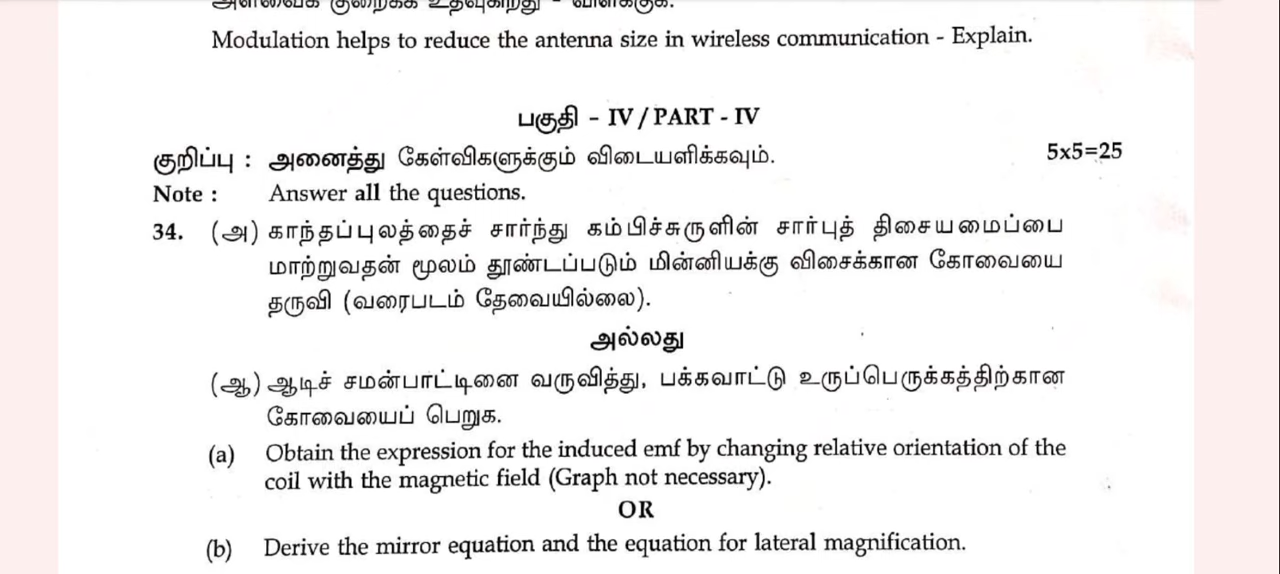 Modulation helps to reduce the antenna size in wireless communication - Explain.
பகுதி - IV / PART - IV
குறிப்பு : அனைத்து கேள்விகளுக்கும் விடையளிக்கவும். 5x5=25
Note : Answer all the questions.
34. (அ) காந்தப்புலத்தைச் சார்ந்து கம்பிச்சுருளின் சார்புத் திசையமைப்பை
மாற்றுவதன் மூலம் தூண்டப்படும் மின்னியக்கு விசைக்கான கோவையை
தருவி (வரைபடம் தேவையில்லை).
அல்லது
(ஆ) ஆடிச் சமன்பாட்டினை வருவித்து, பக்கவாட்டு உருப்பெருக்கத்திற்கான
கோவையைப் பெறுக.
(a) Obtain the expression for the induced emf by changing relative orientation of the
coil with the magnetic field (Graph not necessary).
OR
(b) Derive the mirror equation and the equation for lateral magnification.